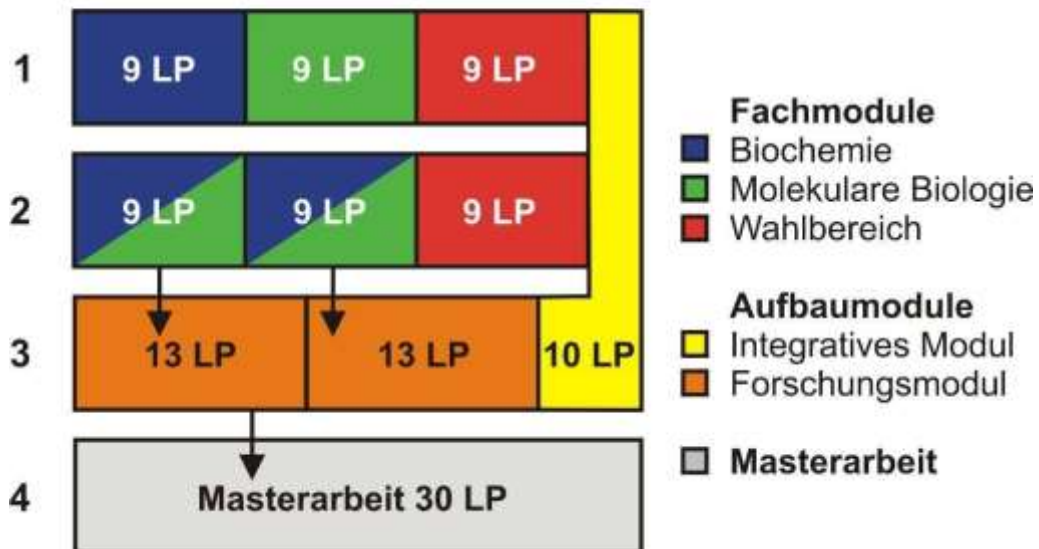 1
9 LP
9 LP
9 LP
2
9 LP
9 LP
9 LP
3
13 LP
13 LP
10 LP
4
Masterarbeit 30 LP
Fachmodule
Biochemie
Molekulare Biologie
Wahlbereich
Aufbaumodule
Integratives Modul
Forschungsmodul
Masterarbeit